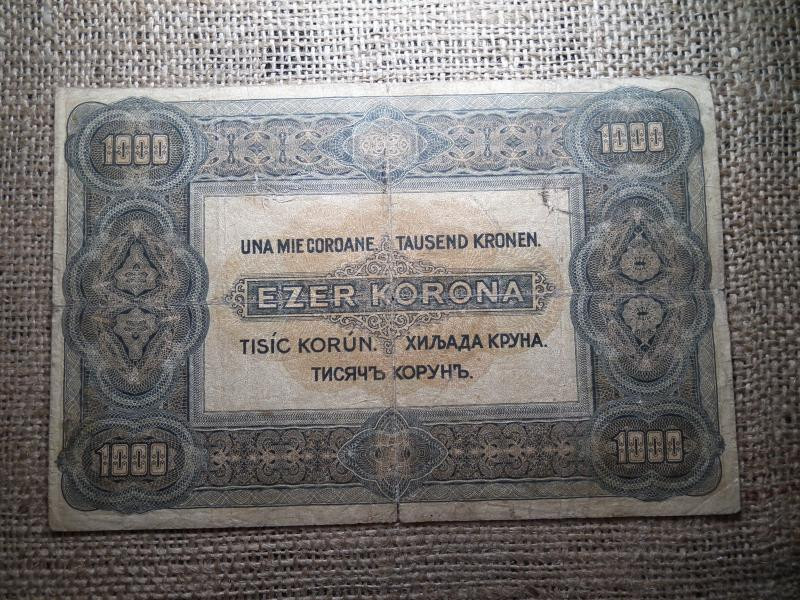 1000 1000
UNA MIE COROANE. TAUSEND KRONEN.
EZER KORONA
TISÍC KORÚN. ХИЉАДА КРУНА.
ТИСЯЧЪ КОРУНЪ.
1000 1000